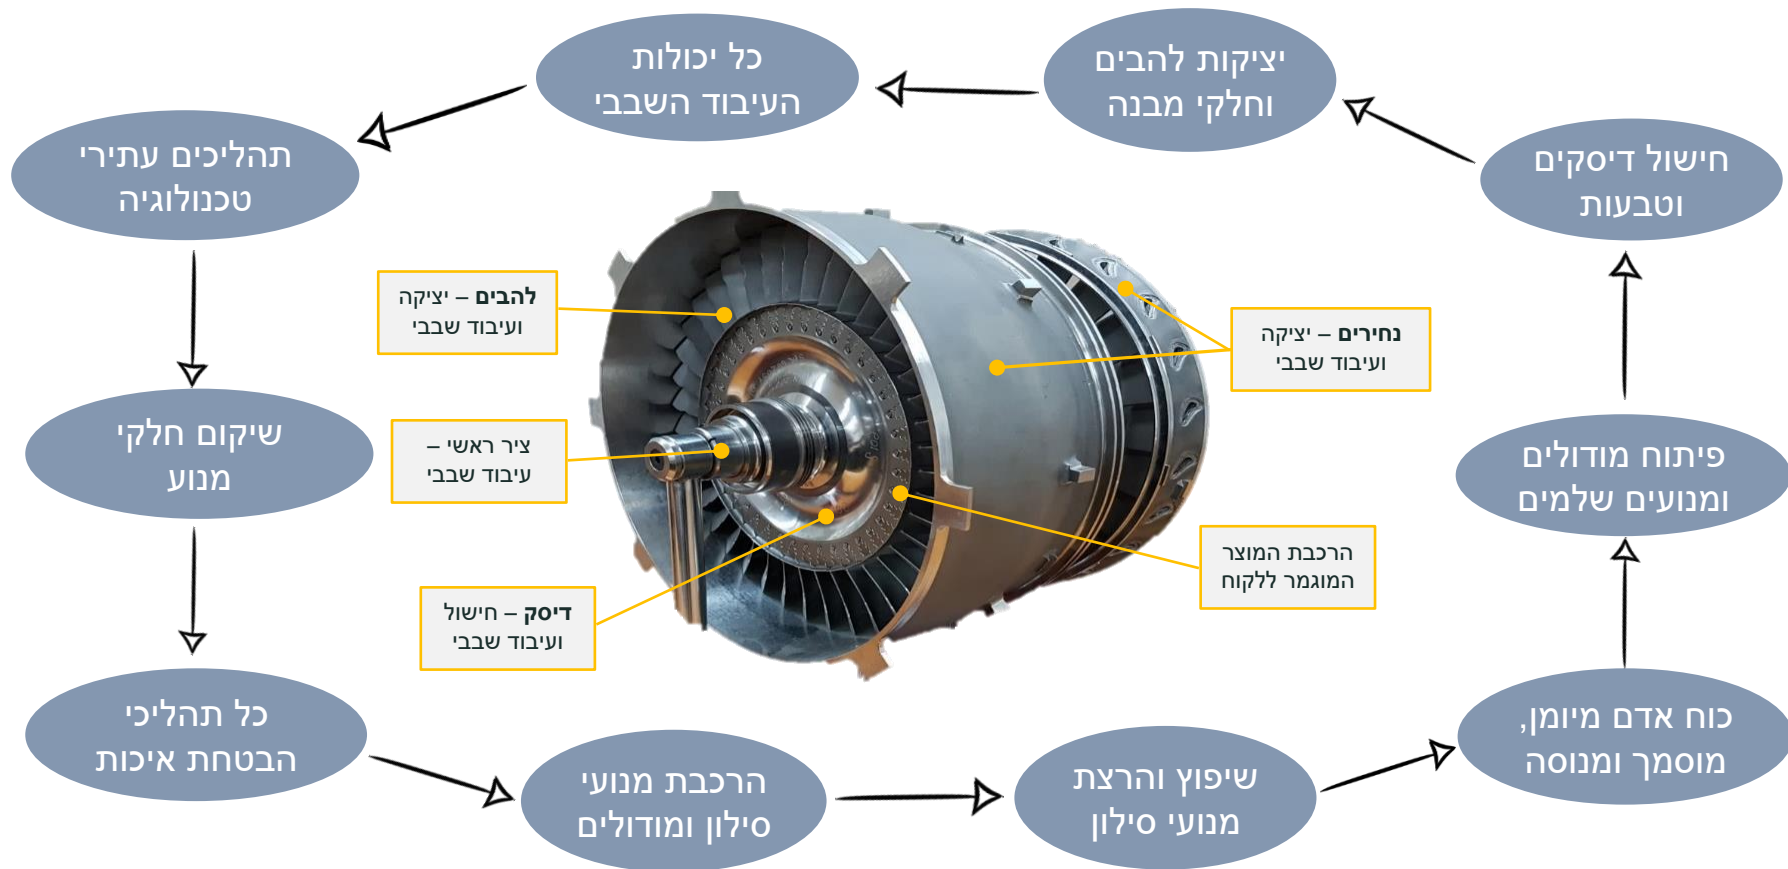 יציקות להבים
וחלקי מבנה
כל יכולות
העיבוד השבבי
תהליכים עתירי
טכנולוגיה
שיקום חלקי
מנוע
כל תהליכי
הבטחת איכות
הרכבת מנועי
סילון ומודולים
שיפוץ והרצת
מנועי סילון
כוח אדם מיומן,
מוסמך ומנוסה
פיתוח מודולים
ומנועים שלמים
חישול דיסקים
וטבעות
נחירים – יציקה
ועיבוד שבבי
להבים – יציקה
ועיבוד שבבי
ציר ראשי –
עיבוד שבבי
הרכבת המוצר
המוגמר ללקוח
דיסק – חישול
ועיבוד שבבי